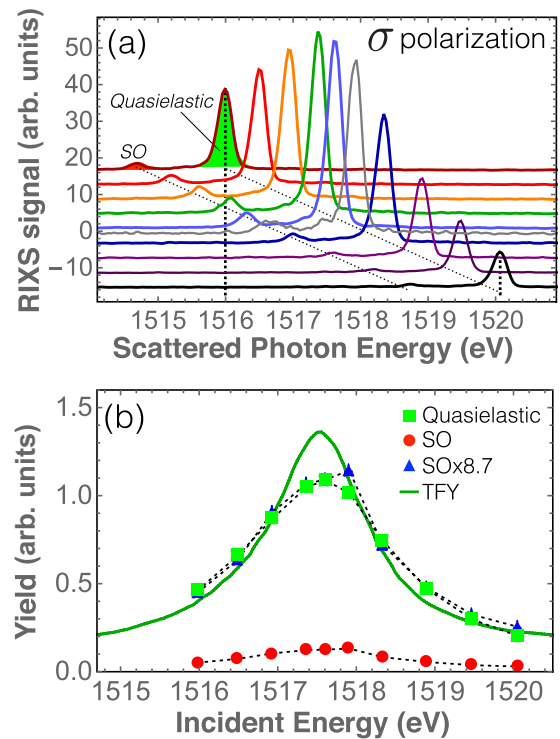 (a)
σ polarization
Quasielastic
SO
RIXS signal (arb. units)
50
40
30
20
10
0
−10
1515 1516 1517 1518 1519 1520
Scattered Photon Energy (eV)
(b)
Quasielastic
SO
SOx8.7
TFY
Yield (arb. units)
1.5
1.0
0.5
0.0
1515 1516 1517 1518 1519 1520
Incident Energy (eV)